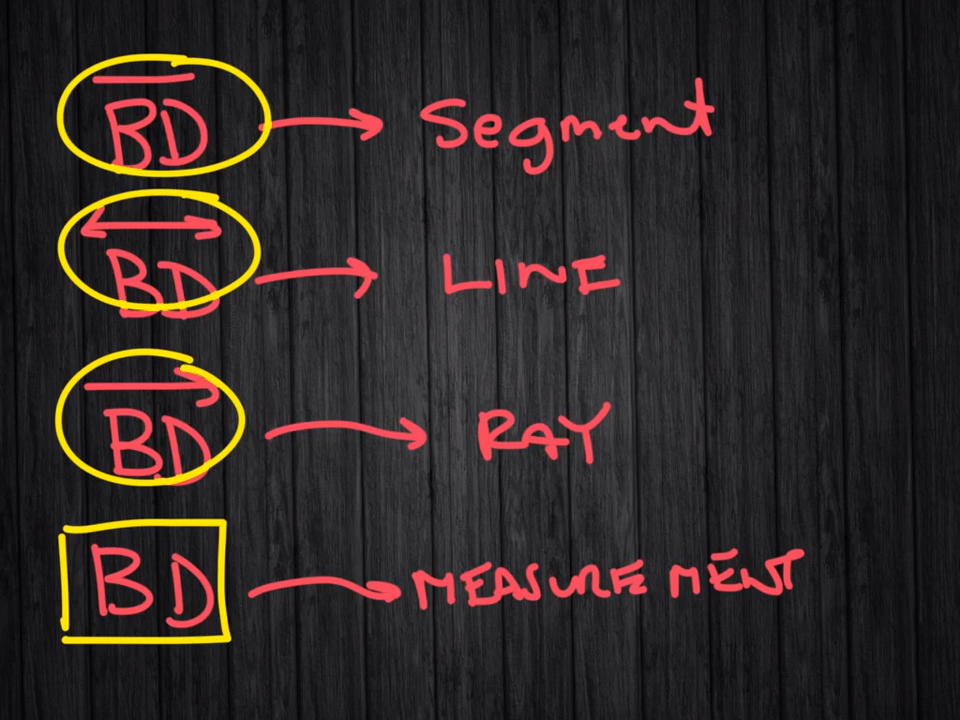 BD → Segment
BD → LINE
BD → RAY
BD → MEASUREMENT